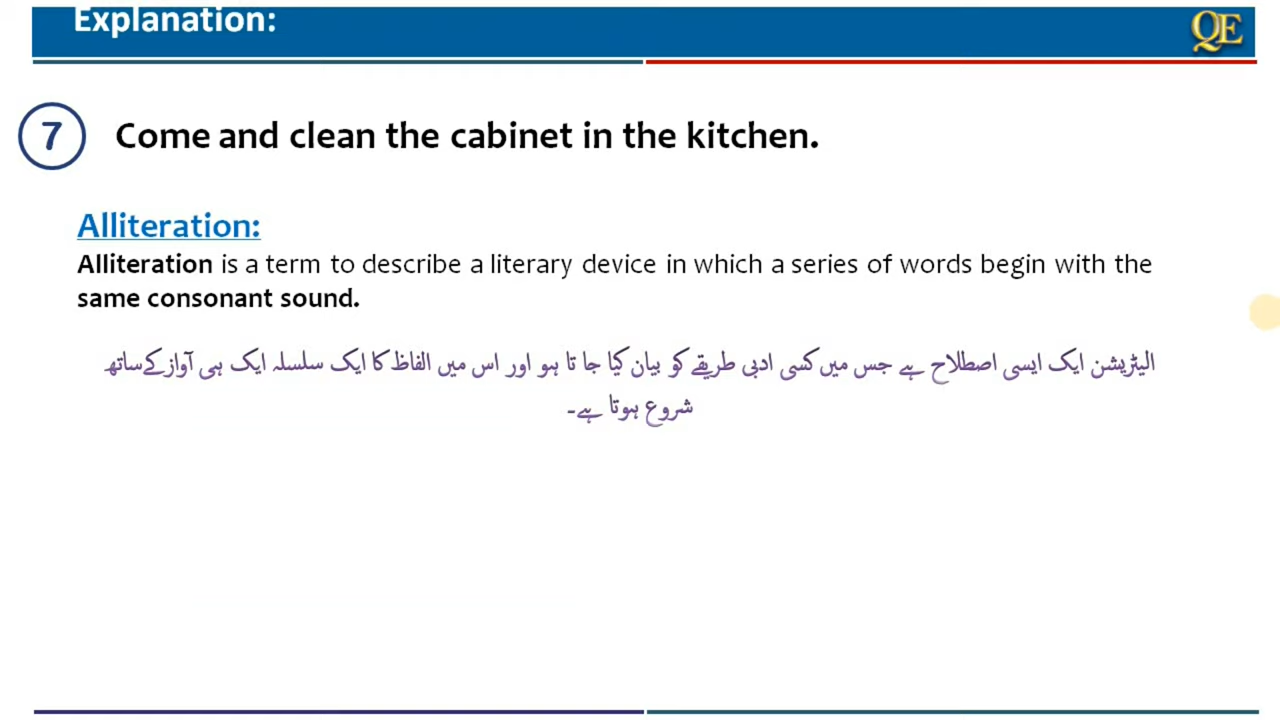 Explanation:
QE
7
Come and clean the cabinet in the kitchen.
Alliteration:
Alliteration is a term to describe a literary device in which a series of words begin with the
same consonant sound.
الیٹریشن ایک ایسی اصطلاح ہے جس میں کسی ادبی طریقے کو بیان کیا جا تا ہو اور اس میں الفاظ کا ایک سلسلہ ایک ہی آواز کے ساتھ
شروع ہوتا ہے۔